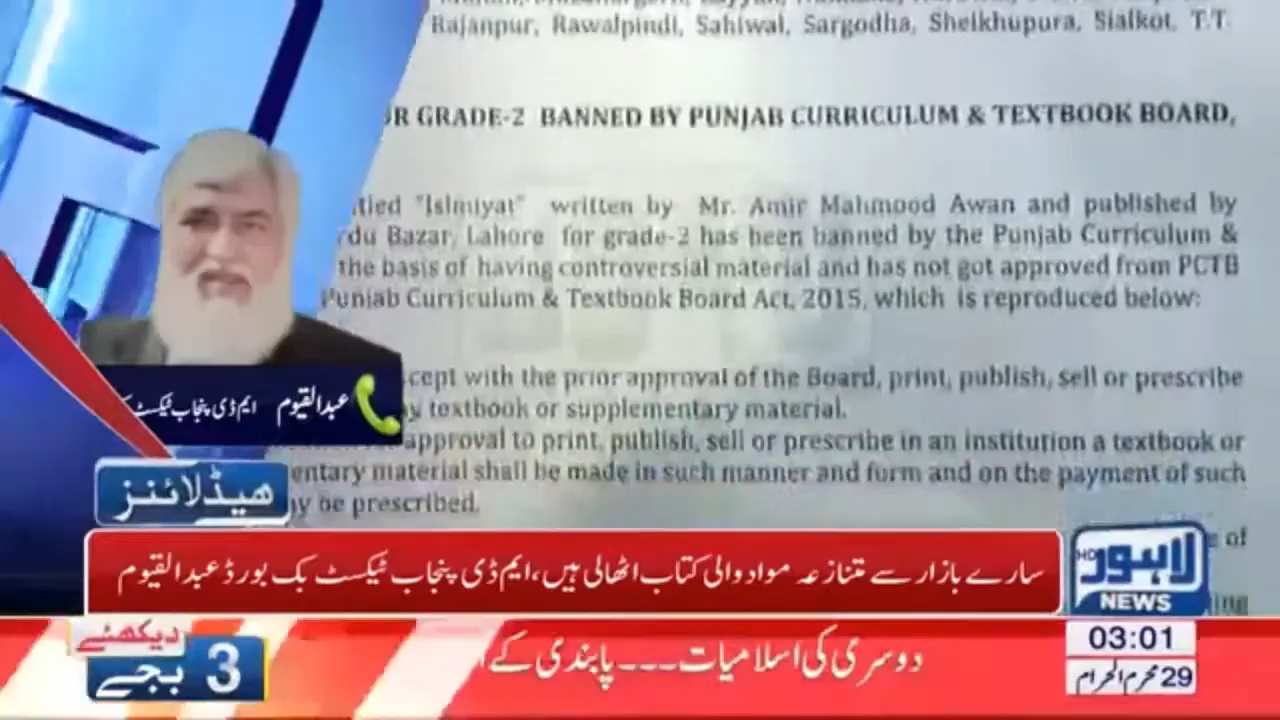 Rajanpur, Rawalpindi, Sahiwal, Sargodha, Sheikhupura, Sialkot, T.T.
OR GRADE-2 BANNED BY PUNJAB CURRICULUM & TEXTBOOK BOARD,
"Islmiyat" written by Mr. Amir Mahmood Awan and published by
Bazar, Lahore for grade-2 has been banned by the Punjab Curriculum &
the basis of having controversial material and has not got approved from PCTB
Punjab Curriculum & Textbook Board Act, 2015, which is reproduced below:
cept with the prior approval of the Board, print, publish, sell or prescribe
textbook or supplementary material.
approval to print, publish, sell or prescribe in an institution a textbook or
entary material shall be made in such manner and form and on the payment of such
be prescribed.
of
عبدالقیوم ایم ڈی پنجاب ٹیکسٹ
ہیڈلائنز
سارے بازار سے متنازعہ مواد والی کتاب اٹھالی ہیں، ایم ڈی پنجاب ٹیکسٹ بک بورڈ عبدالقیوم
لاہور
HD
NEWS
دیکھئے
3 بجے
دوسری کی اسلامیات ۔۔۔ پابندی کے
03:01
29 محرم الحرام